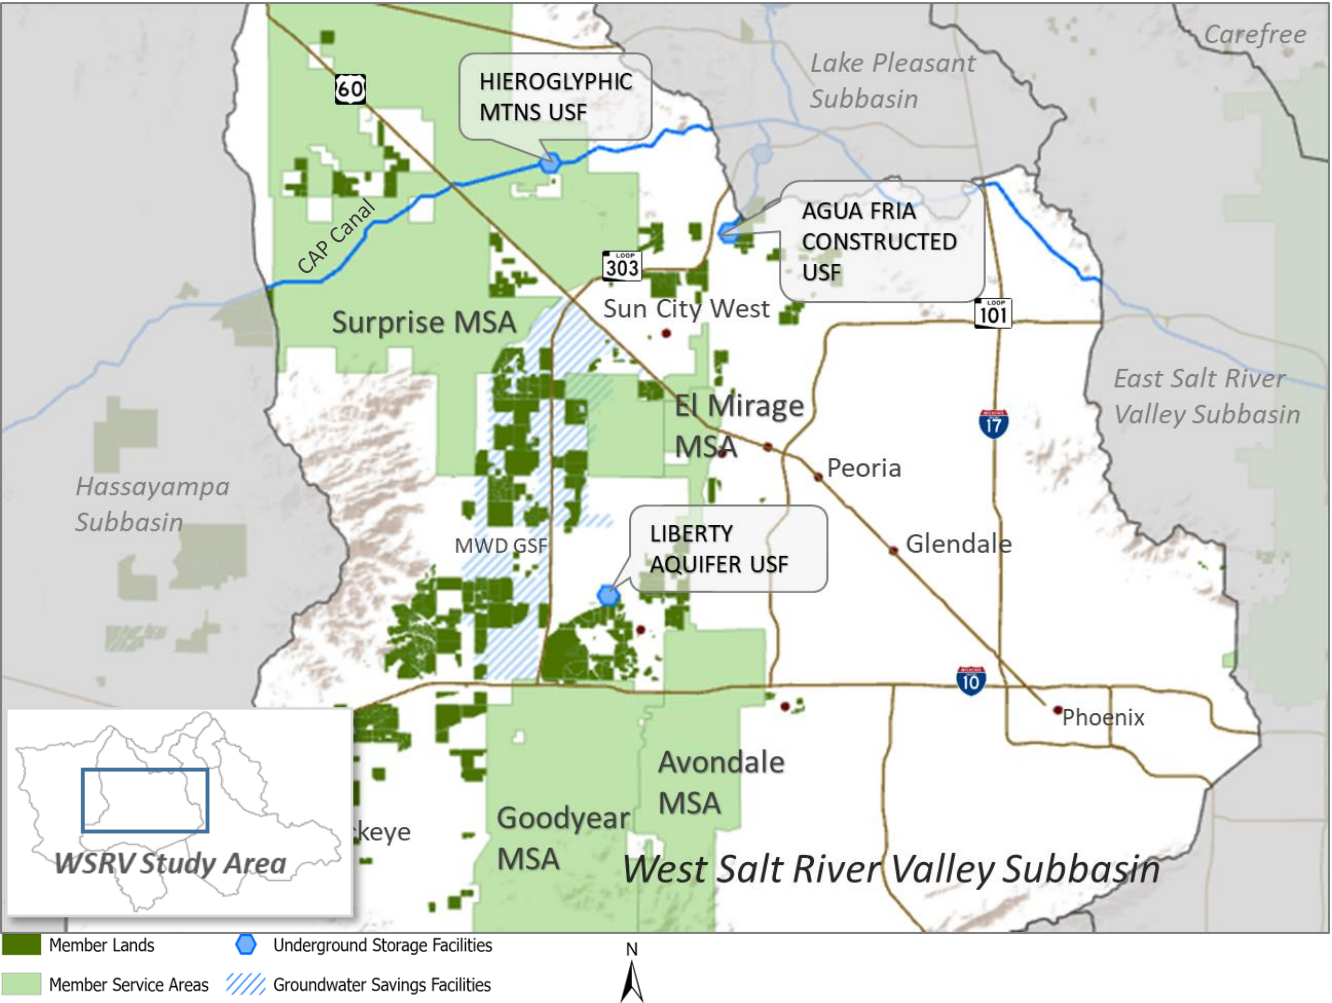 Carefree
Lake Pleasant
Subbasin
HIEROGLYPHIC
MTNS USF
60
AGUA FRIA
CONSTRUCTED
USF
CAP Canal
LOOP
303
Sun City West
LOOP
101
Surprise MSA
East Salt River
Valley Subbasin
El Mirage
MSA
17
Peoria
Hassayampa
Subbasin
MWD GSF
LIBERTY
AQUIFER USF
Glendale
10
Phoenix
Avondale
MSA
Goodyear
MSA
ckeye
West Salt River Valley Subbasin
WSRV Study Area
Member Lands
Underground Storage Facilities
N
Member Service Areas
Groundwater Savings Facilities